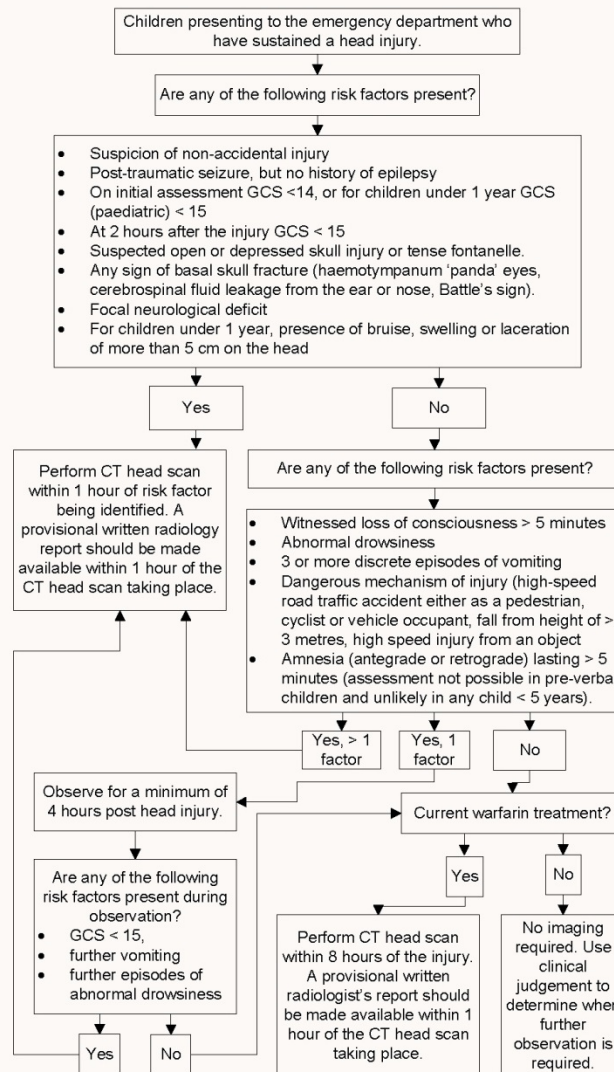 Children presenting to the emergency department who
have sustained a head injury.
Are any of the following risk factors present?
• Suspicion of non-accidental injury
• Post-traumatic seizure, but no history of epilepsy
• On initial assessment GCS <14, or for children under 1 year GCS
(paediatric) < 15
• At 2 hours after the injury GCS < 15
• Suspected open or depressed skull injury or tense fontanelle.
• Any sign of basal skull fracture (haemotympanum ‘panda’ eyes,
cerebrospinal fluid leakage from the ear or nose, Battle’s sign).
• Focal neurological deficit
• For children under 1 year, presence of bruise, swelling or laceration
of more than 5 cm on the head
Yes
No
Perform CT head scan
within 1 hour of risk factor
being identified. A
provisional written radiology
report should be made
available within 1 hour of the
CT head scan taking place.
Are any of the following risk factors present?
• Witnessed loss of consciousness > 5 minutes
• Abnormal drowsiness
• 3 or more discrete episodes of vomiting
• Dangerous mechanism of injury (high-speed
road traffic accident either as a pedestrian,
cyclist or vehicle occupant, fall from height of >
3 metres, high speed injury from an object
• Amnesia (antegrade or retrograde) lasting > 5
minutes (assessment not possible in pre-verba
children and unlikely in any child < 5 years).
Yes, > 1
factor
Yes, 1
factor
No
Observe for a minimum of
4 hours post head injury.
Current warfarin treatment?
Are any of the following
risk factors present during
observation?
• GCS < 15,
• further vomiting
• further episodes of
abnormal drowsiness
Yes
No
Yes
No
Perform CT head scan
within 8 hours of the injury.
A provisional written
radiologist’s report should
be made available within 1
hour of the CT head scan
taking place.
No imaging
required. Use
clinical
judgement to
determine when
further
observation is
required.